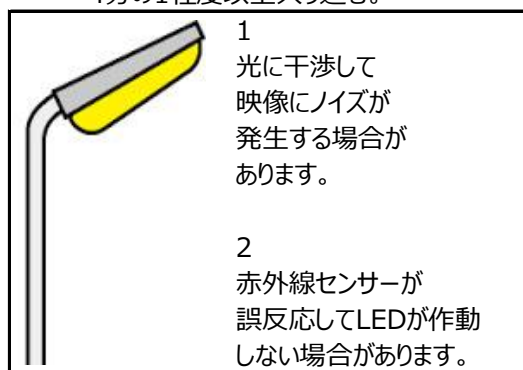 1
光に干渉して
映像にノイズが
発生する場合が
あります。
2
赤外線センサーが
誤反応してLEDが作動
しない場合があります。